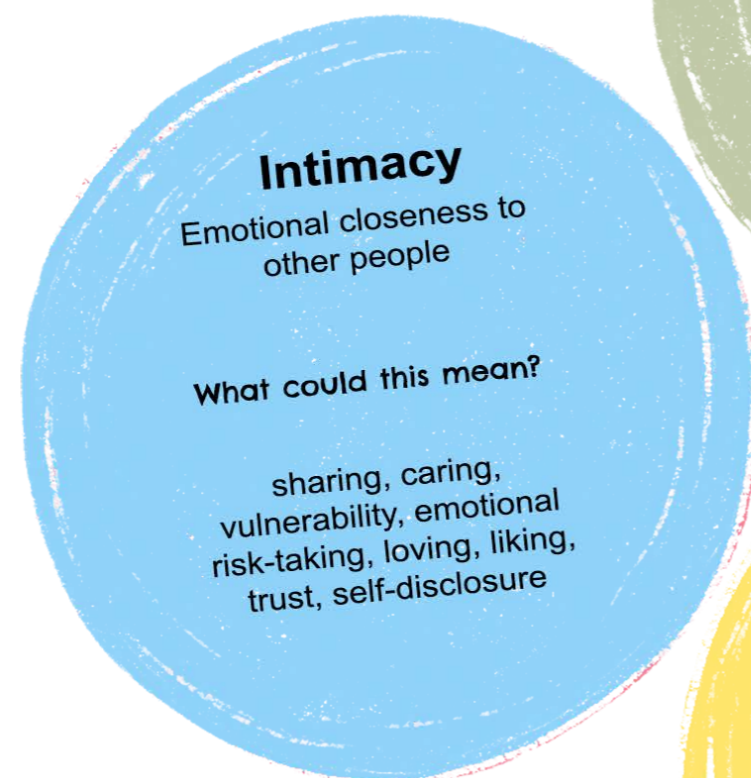 Intimacy
Emotional closeness to
other people
What could this mean?
sharing, caring,
vulnerability, emotional
risk-taking, loving, liking,
trust, self-disclosure